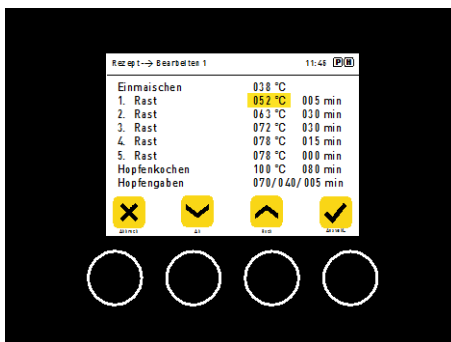 Rezept--> Bearbeiten 1 11:45 P H
Einmaischen 038 °C
1. Rast 052 °C 005 min
2. Rast 063 °C 030 min
3. Rast 072 °C 030 min
4. Rast 078 °C 015 min
5. Rast 078 °C 000 min
Hopfenkochen 100 °C 080 min
Hopfengaben 070/040/005 min